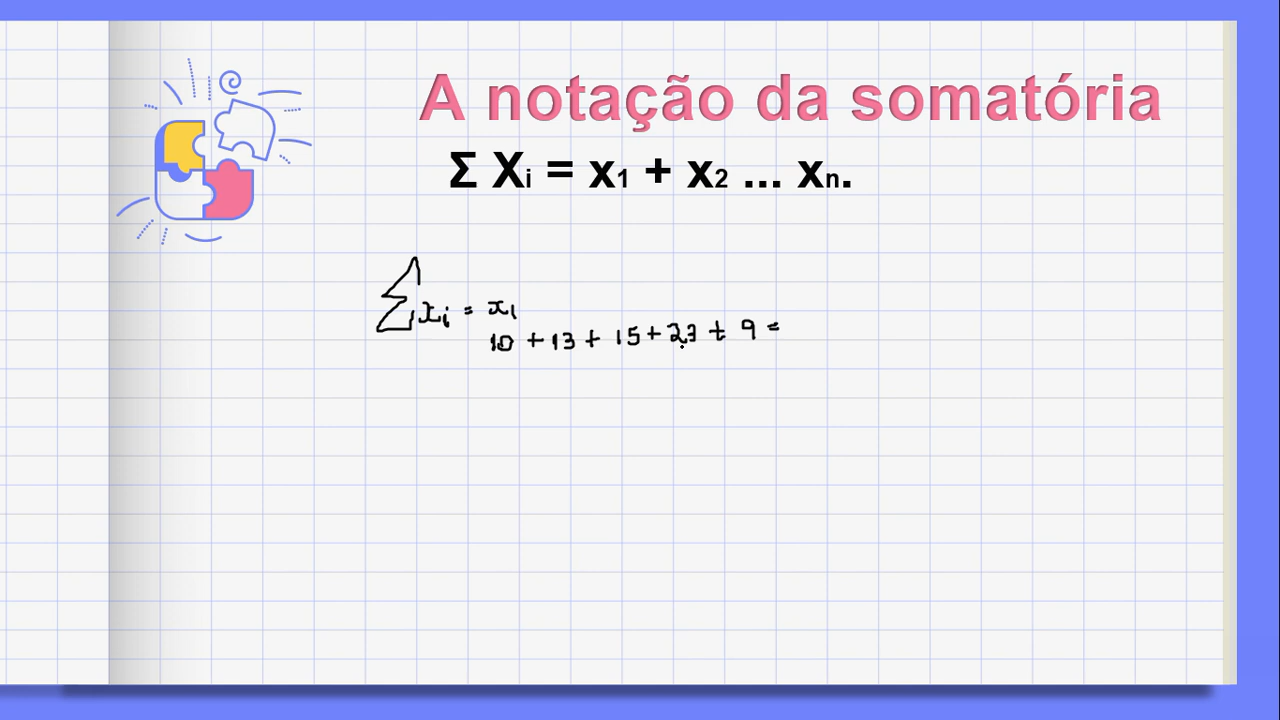 A notação da somatória
Σ Xi = x1 + x2 ... xn.
∑xi = x1
10 + 13 + 15 + 23 + 9 =